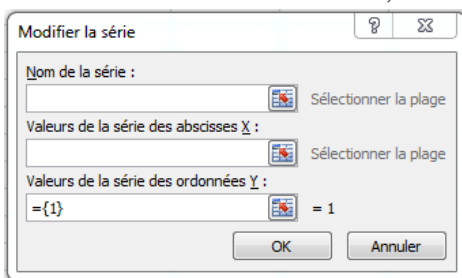 Modifier la série
Nom de la série :
Sélectionner la plage
Valeurs de la série des abscisses X :
Sélectionner la plage
Valeurs de la série des ordonnées Y :
={1} = 1
OK Annuler